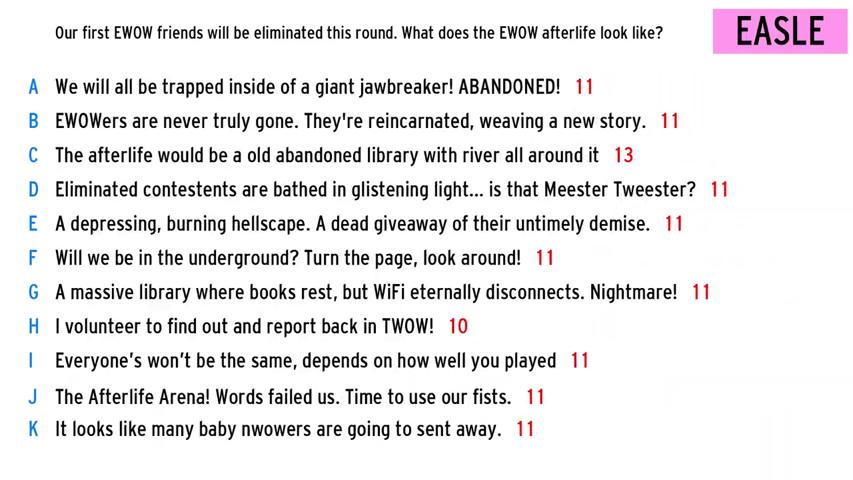 Our first EWOW friends will be eliminated this round. What does the EWOW afterlife look like?
EASLE
A We will all be trapped inside of a giant jawbreaker! ABANDONED! 11
B EWOWers are never truly gone. They're reincarnated, weaving a new story. 11
C The afterlife would be a old abandoned library with river all around it 13
D Eliminated contestents are bathed in glistening light... is that Meester Tweester? 11
E A depressing, burning hellscape. A dead giveaway of their untimely demise. 11
F Will we be in the underground? Turn the page, look around! 11
G A massive library where books rest, but WiFi eternally disconnects. Nightmare! 11
H I volunteer to find out and report back in TWOW! 10
I Everyone’s won’t be the same, depends on how well you played 11
J The Afterlife Arena! Words failed us. Time to use our fists. 11
K It looks like many baby nwowers are going to sent away. 11